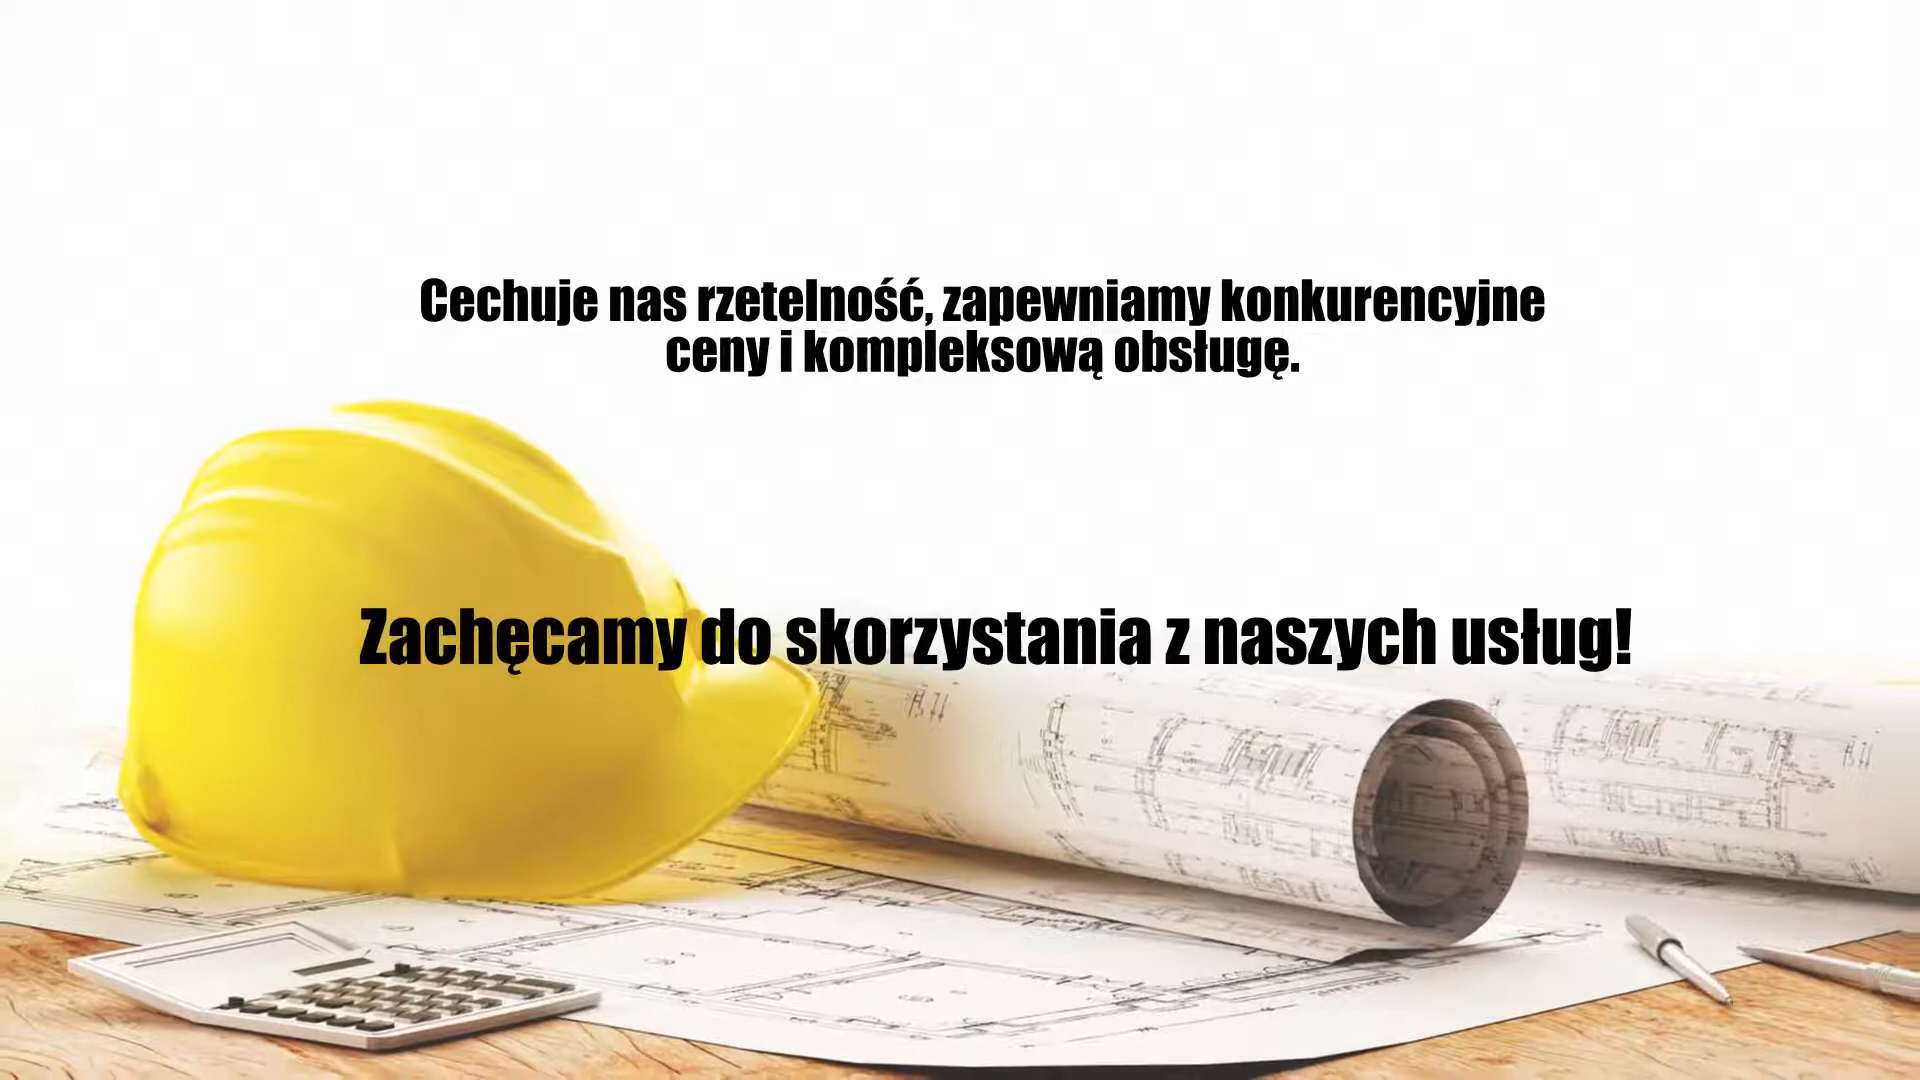 Cechuje nas rzetelność, zapewniamy konkurencyjne
ceny i kompleksową obsługę.
Zachęcamy do skorzystania z naszych usług!